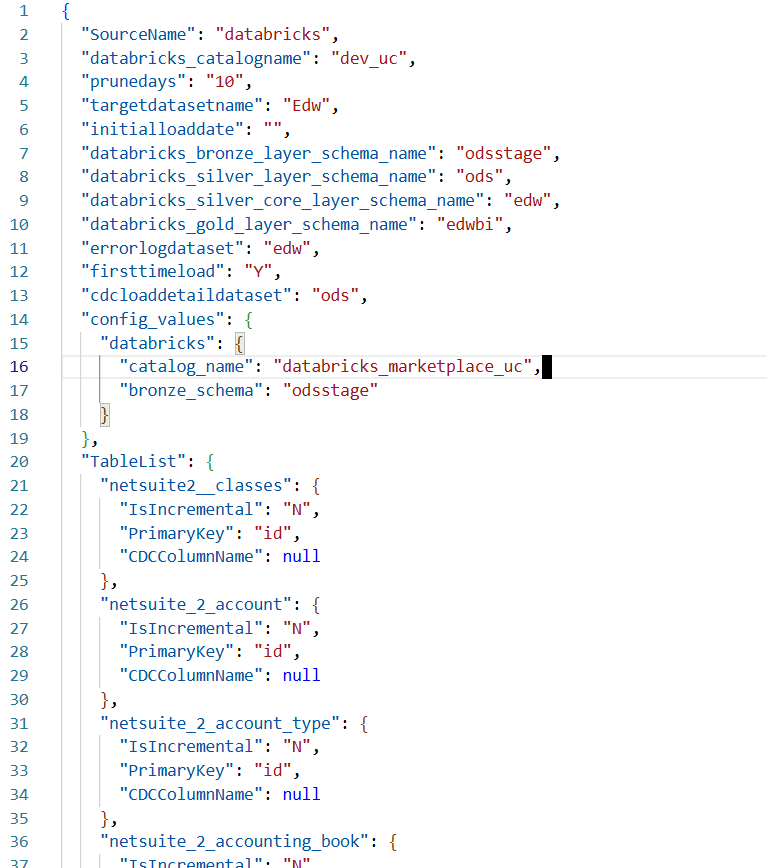 1 {
2 "SourceName": "databricks",
3 "databricks_catalogname": "dev_uc",
4 "prunedays": "10",
5 "targetdatasetname": "Edw",
6 "initialloaddate": "",
7 "databricks_bronze_layer_schema_name": "odsstage",
8 "databricks_silver_layer_schema_name": "ods",
9 "databricks_silver_core_layer_schema_name": "edw",
10 "databricks_gold_layer_schema_name": "edwbi",
11 "errorlogdataset": "edw",
12 "firsttimeload": "Y",
13 "cdcloaddetaildataset": "ods",
14 "config_values": {
15 "databricks": {
16 "catalog_name": "databricks_marketplace_uc",
17 "bronze_schema": "odsstage"
18 }
19 },
20 "TableList": {
21 "netsuite2__classes": {
22 "IsIncremental": "N",
23 "PrimaryKey": "id",
24 "CDCColumnName": null
25 },
26 "netsuite_2_account": {
27 "IsIncremental": "N",
28 "PrimaryKey": "id",
29 "CDCColumnName": null
30 },
31 "netsuite_2_account_type": {
32 "IsIncremental": "N",
33 "PrimaryKey": "id",
34 "CDCColumnName": null
35 },
36 "netsuite_2_accounting_book": {
37 "IsIncremental": "N"